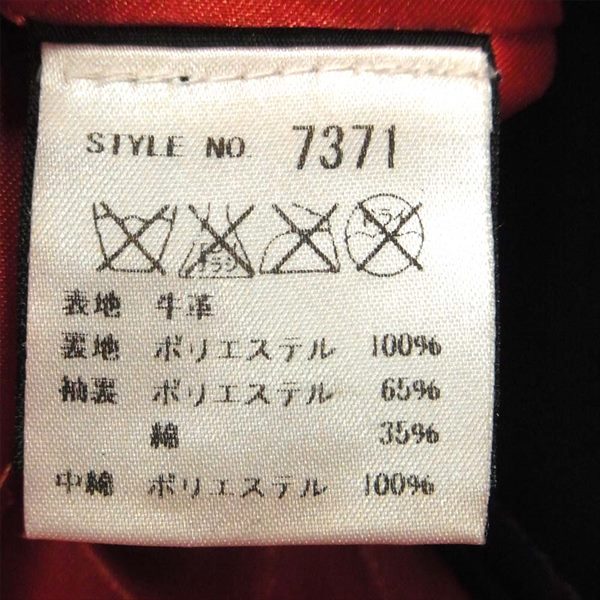 STYLE NO. 7371
表地 牛革
裏地 ポリエステル 100%
袖裏 ポリエステル 65%
綿 35%
中綿 ポリエステル 100%